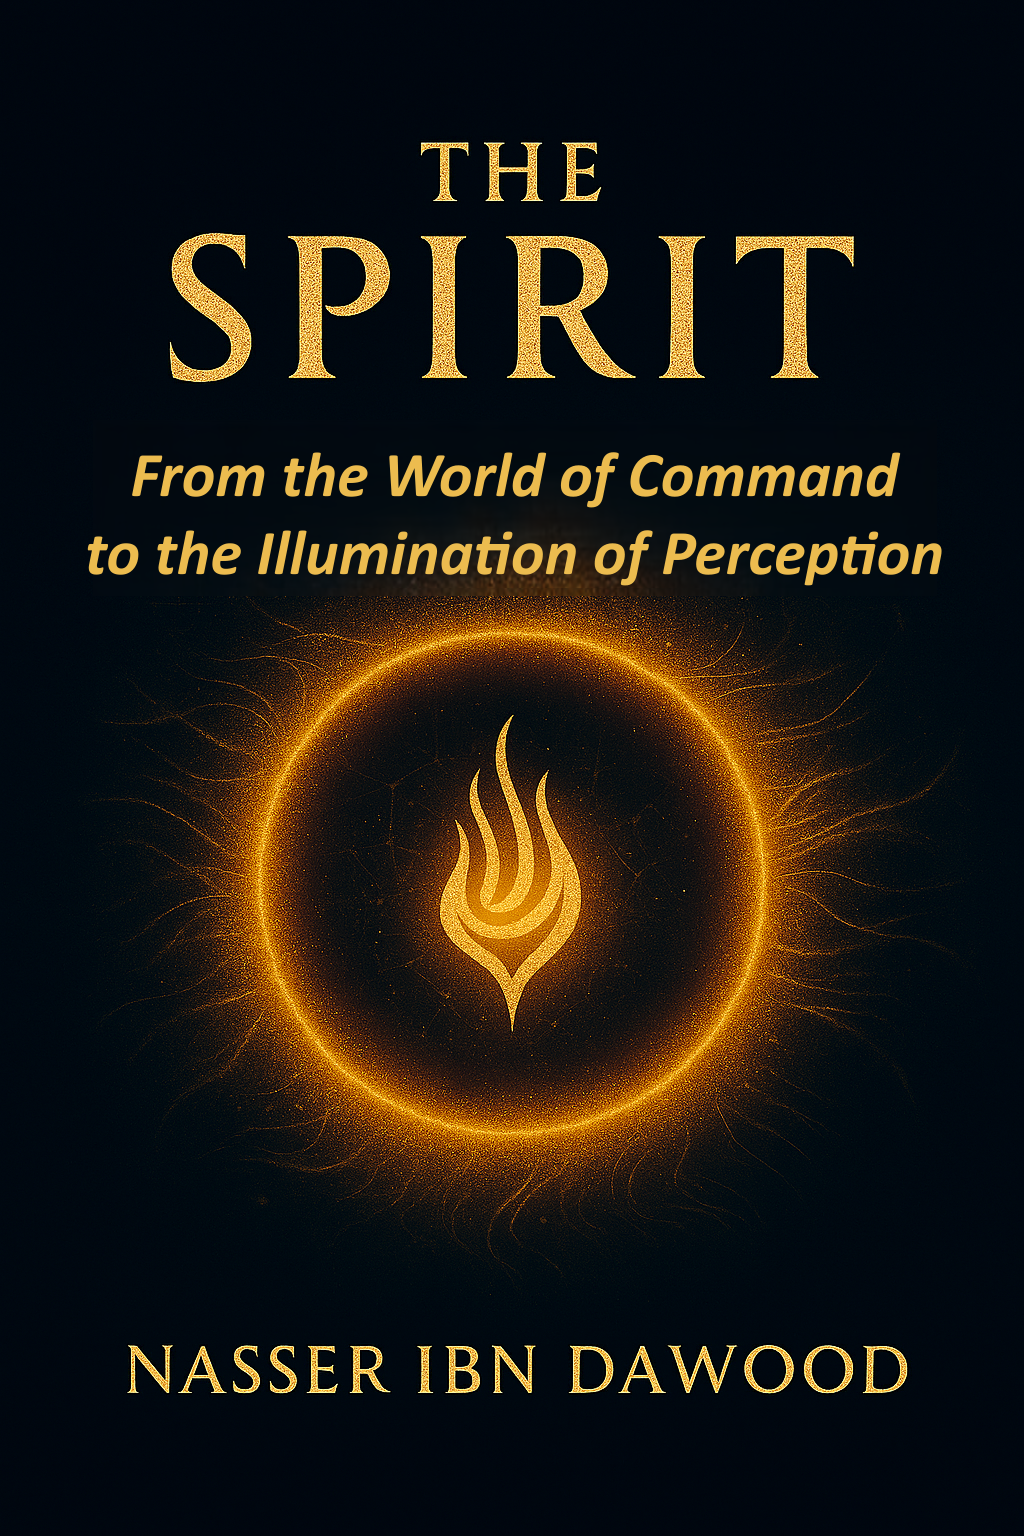 THE
SPIRIT
From the World of Command
to the Illumination of Perception
NASSER IBN DAWOOD